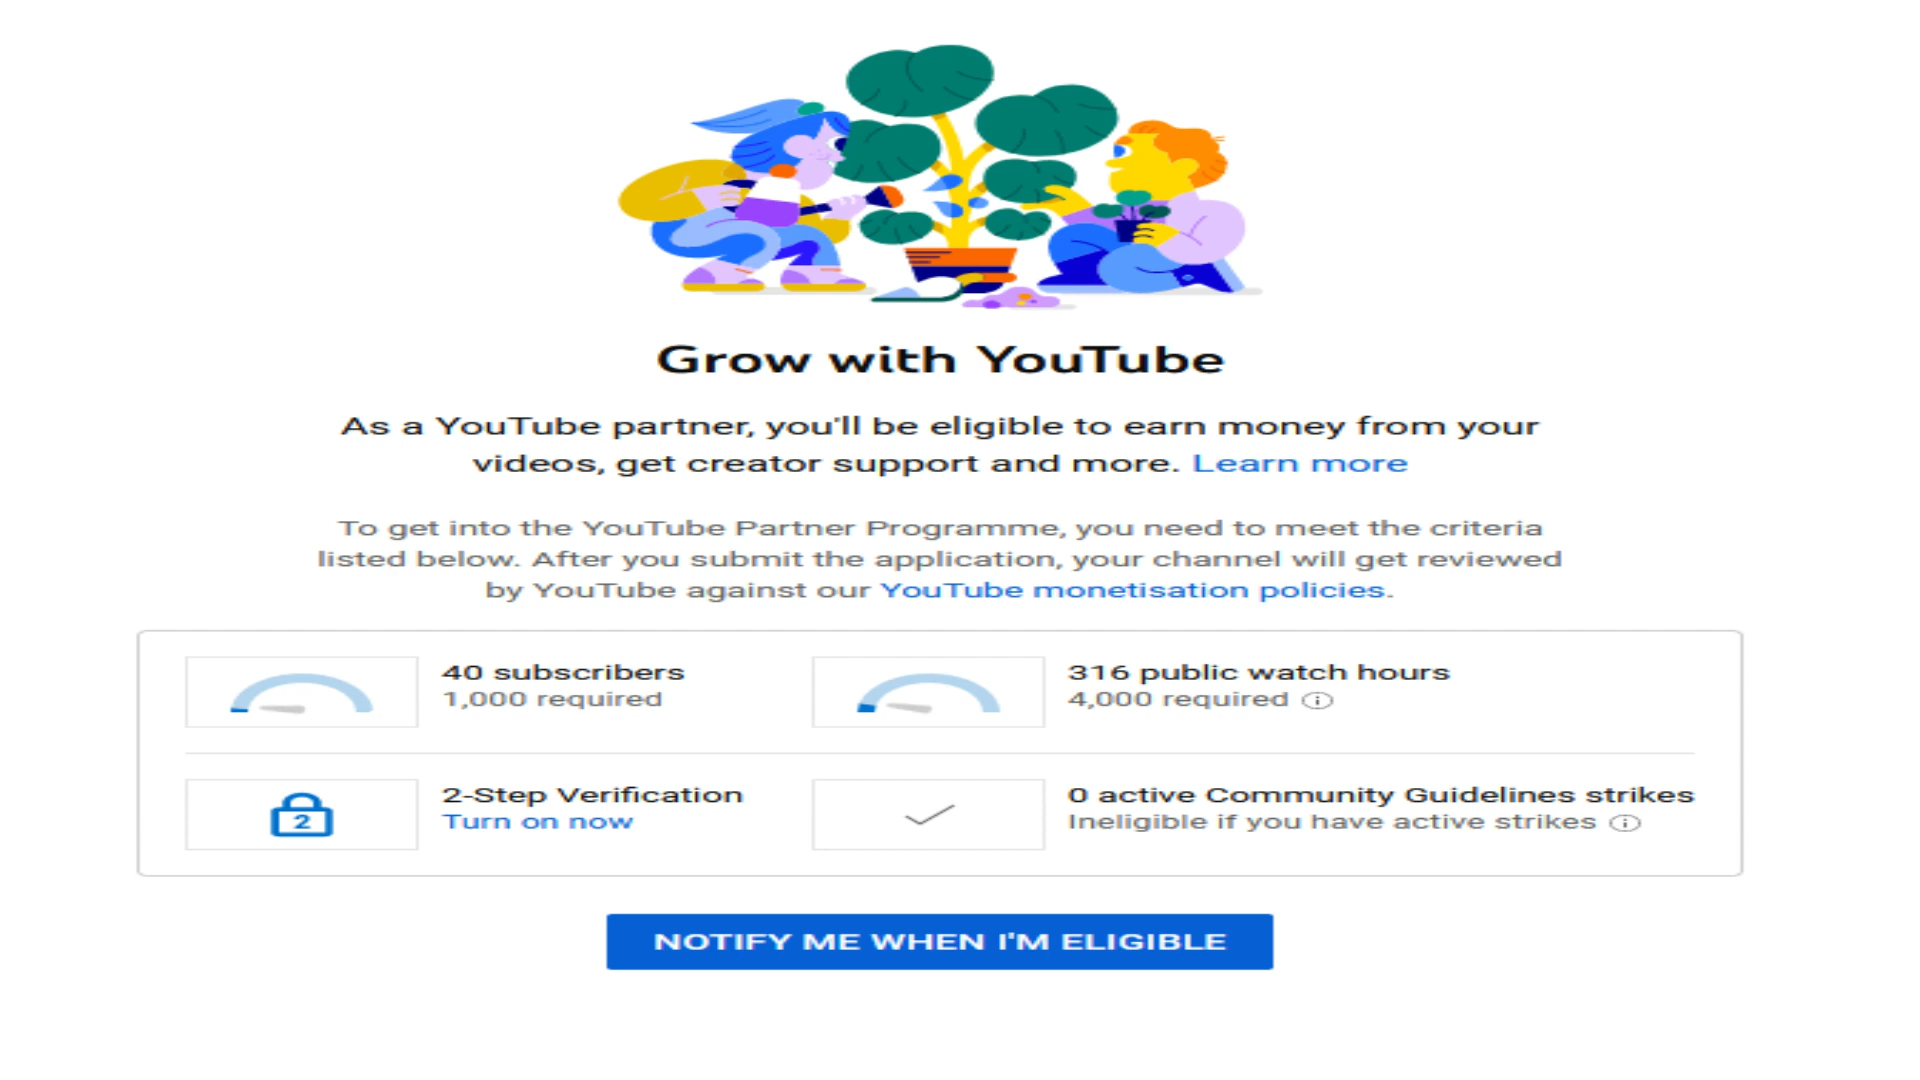 Grow with YouTube
As a YouTube partner, you'll be eligible to earn money from your
videos, get creator support and more. Learn more
To get into the YouTube Partner Programme, you need to meet the criteria
listed below. After you submit the application, your channel will get reviewed
by YouTube against our YouTube monetisation policies.
40 subscribers
1,000 required
316 public watch hours
4,000 required
2
2-Step Verification
Turn on now
0 active Community Guidelines strikes
Ineligible if you have active strikes
NOTIFY ME WHEN I'M ELIGIBLE